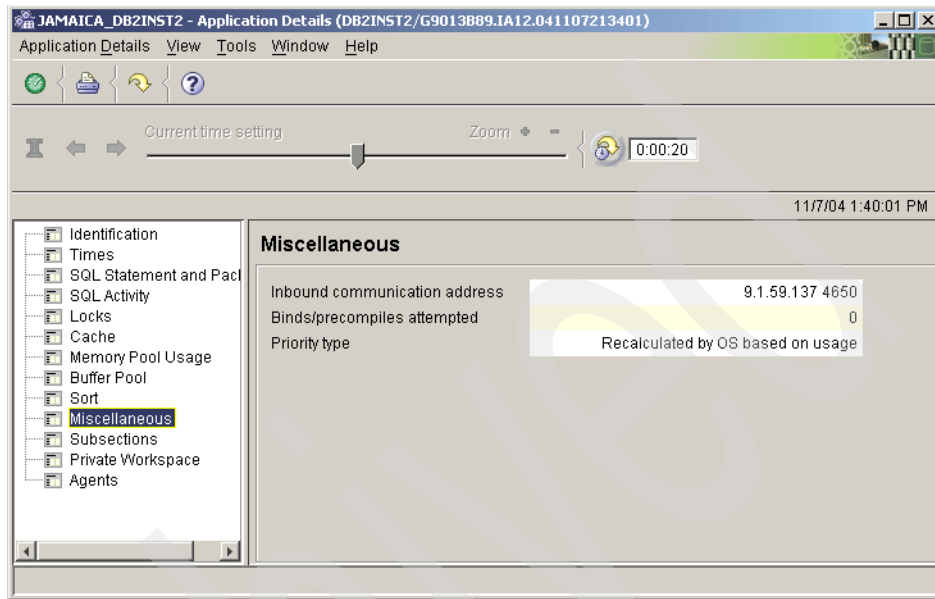 JAMAICA_DB2INST2 - Application Details (DB2INST2/G9013B89.IA12.041107213401)
Application Details View Tools Window Help
Current time setting Zoom + -
0:00:20
11/7/04 1:40:01 PM
Identification
Times
SQL Statement and Pacl
SQL Activity
Locks
Cache
Memory Pool Usage
Buffer Pool
Sort
Miscellaneous
Subsections
Private Workspace
Agents
Miscellaneous
Inbound communication address 9.1.59.137 4650
Binds/precompiles attempted 0
Priority type Recalculated by OS based on usage